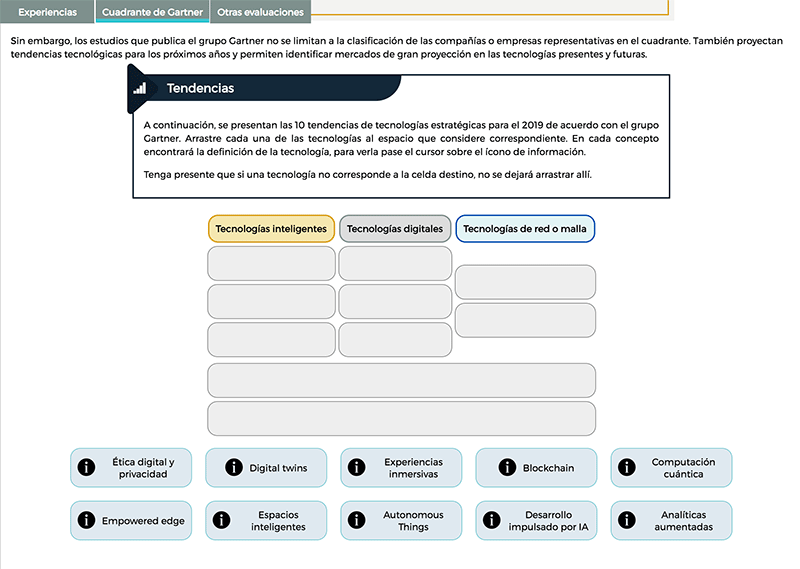 Experiencias
Cuadrante de Gartner
Otras evaluaciones
Sin embargo, los estudios que publica el grupo Gartner no se limitan a la clasificación de las compañías o empresas representativas en el cuadrante. También proyectan
tendencias tecnológicas para los próximos años y permiten identificar mercados de gran proyección en las tecnologías presentes y futuras.
Tendencias
A continuación, se presentan las 10 tendencias de tecnologías estratégicas para el 2019 de acuerdo con el grupo
Gartner. Arrastre cada una de las tecnologías al espacio que considere correspondiente. En cada concepto
encontrará la definición de la tecnología, para verla pase el cursor sobre el ícono de información.
Tenga presente que si una tecnología no corresponde a la celda destino, no se dejará arrastrar allí.
Tecnologías inteligentes
Tecnologías digitales
Tecnologías de red o malla
Ética digital y
privacidad
Digital twins
Experiencias
inmersivas
Blockchain
Computación
cuántica
Empowered edge
Espacios
inteligentes
Autonomous
Things
Desarrollo
impulsado por IA
Analíticas
aumentadas